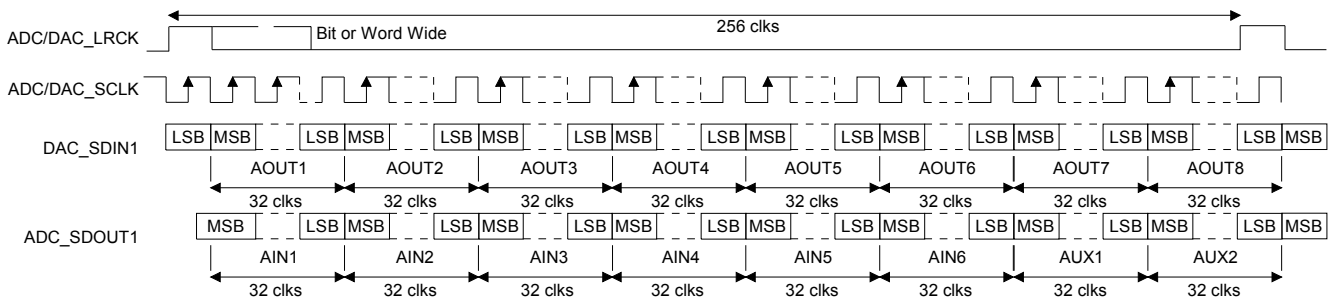 256 clks
ADC/DAC_LRCK
Bit or Word Wide
ADC/DAC_SCLK
DAC_SDIN1
LSB MSB LSB MSB LSB MSB LSB MSB LSB MSB LSB MSB LSB MSB LSB MSB LSB MSB
AOUT1 AOUT2 AOUT3 AOUT4 AOUT5 AOUT6 AOUT7 AOUT8
32 clks 32 clks 32 clks 32 clks 32 clks 32 clks 32 clks 32 clks
ADC_SDOUT1
MSB LSB MSB LSB MSB LSB MSB LSB MSB LSB MSB LSB MSB LSB MSB LSB MSB
AIN1 AIN2 AIN3 AIN4 AIN5 AIN6 AUX1 AUX2
32 clks 32 clks 32 clks 32 clks 32 clks 32 clks 32 clks 32 clks